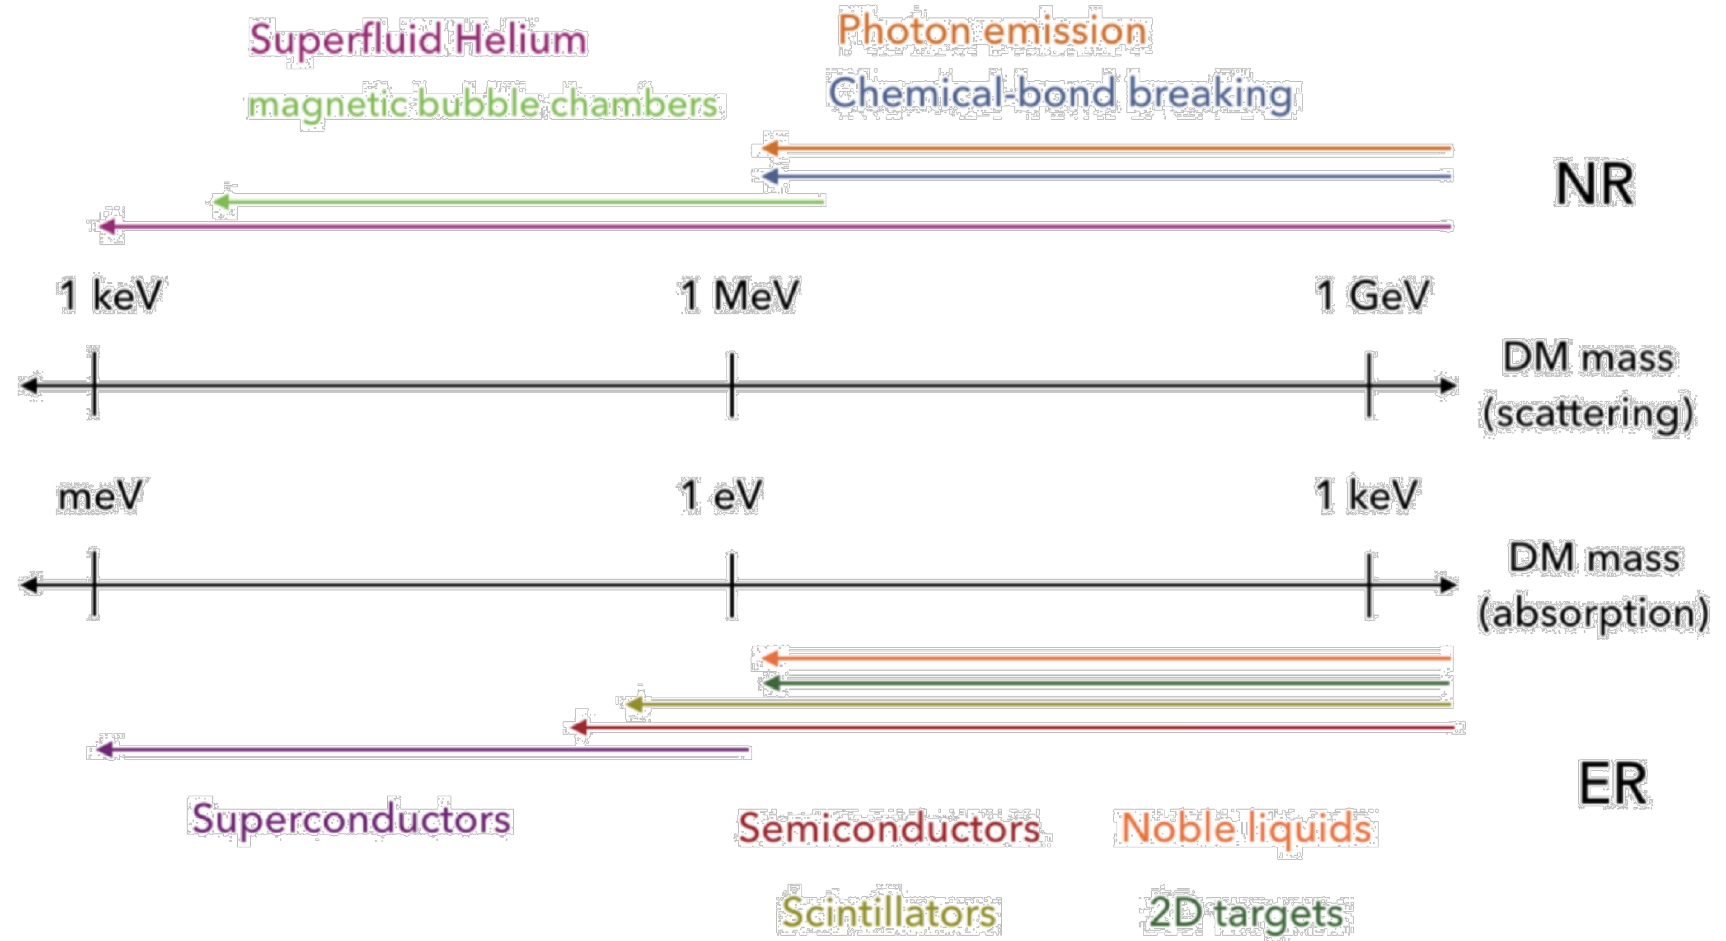 Superfluid Helium
Photon emission
magnetic bubble chambers
Chemical-bond breaking
NR
1 keV
1 MeV
1 GeV
DM mass
(scattering)
meV
1 eV
1 keV
DM mass
(absorption)
ER
Superconductors
Semiconductors
Noble liquids
Scintillators
2D targets